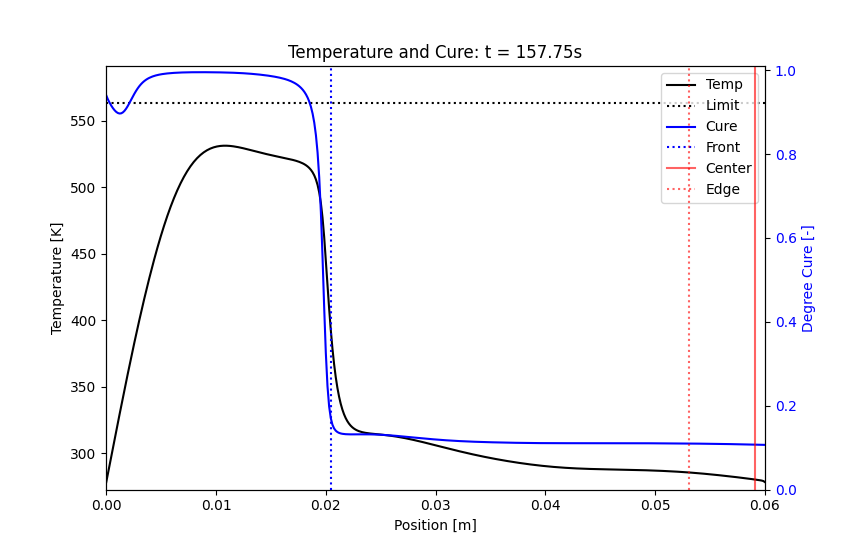 Temperature and Cure: t = 157.75s
Temp
Limit
Cure
Front
Center
Edge
Temperature [K]
550
500
450
400
350
300
Degree Cure [-]
1.0
0.8
0.6
0.4
0.2
0.0
0.00 0.01 0.02 0.03 0.04 0.05 0.06
Position [m]